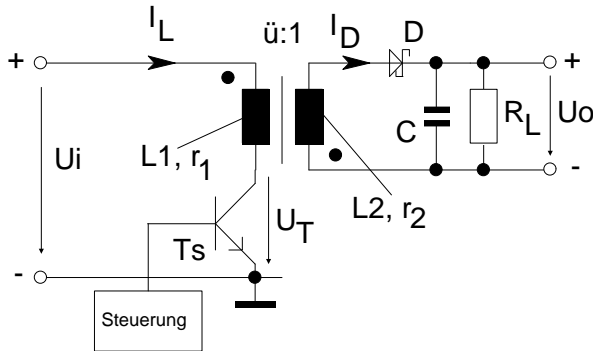 I_L
ü:1
I_D
D
+
+
Ui
L1, r_1
C
R_L
Uo
-
L2, r_2
U_T
Ts
-
Steuerung